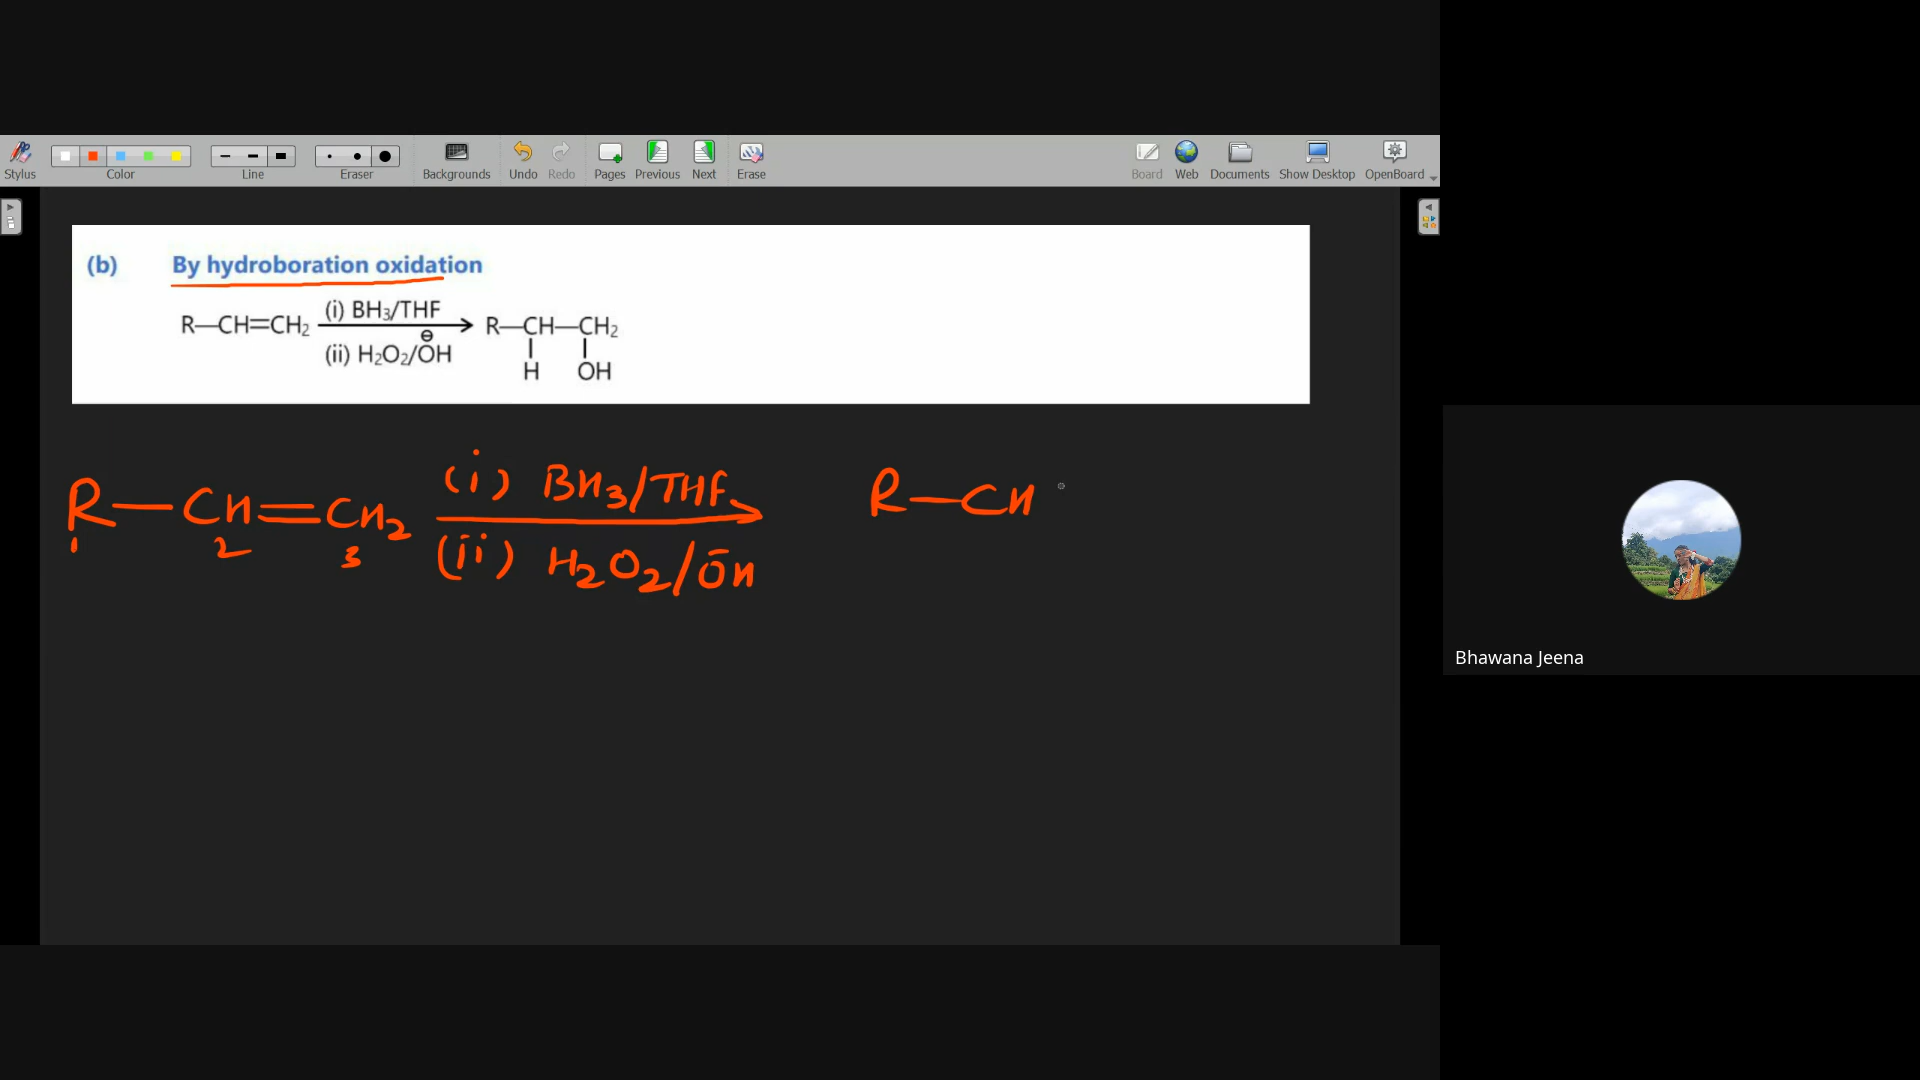 Stylus Color Line Eraser Backgrounds Undo Redo Pages Previous Next Erase Board Web Documents Show Desktop OpenBoard
(b) By hydroboration oxidation
(i) BH₃/THF
R—CH=CH₂ → R—CH—CH₂
(ii) H₂O₂/OH⊖
H OH
(i) BH₃/THF
R—CH=CH₂ → R—CH
1 2 3
(ii) H₂O₂/ŌH
Bhawana Jeena